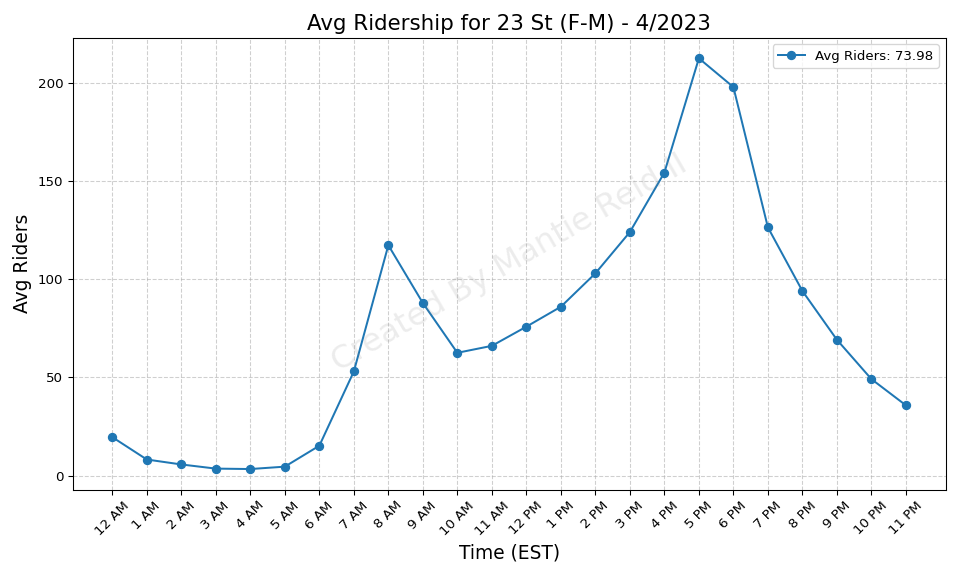 Avg Ridership for 23 St (F-M) - 4/2023
Avg Riders: 73.98
200
150
100
50
0
Avg Riders
Created By Mantie Reid II
12 AM
1 AM
2 AM
3 AM
4 AM
5 AM
6 AM
7 AM
8 AM
9 AM
10 AM
11 AM
12 PM
1 PM
2 PM
3 PM
4 PM
5 PM
6 PM
7 PM
8 PM
9 PM
10 PM
11 PM
Time (EST)